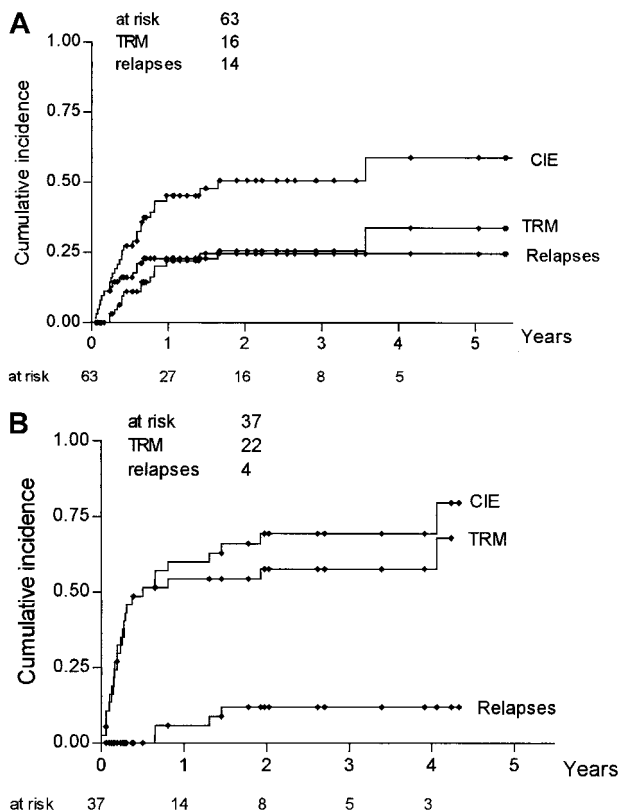 A
at risk 63
TRM 16
relapses 14
1.00
0.75
0.50
0.25
0.00
Cumulative incidence
CIE
TRM
Relapses
0 1 2 3 4 5 Years
at risk 63 27 16 8 5
B
at risk 37
TRM 22
relapses 4
1.00
0.75
0.50
0.25
0.00
Cumulative incidence
CIE
TRM
Relapses
0 1 2 3 4 5 Years
at risk 37 14 8 5 3